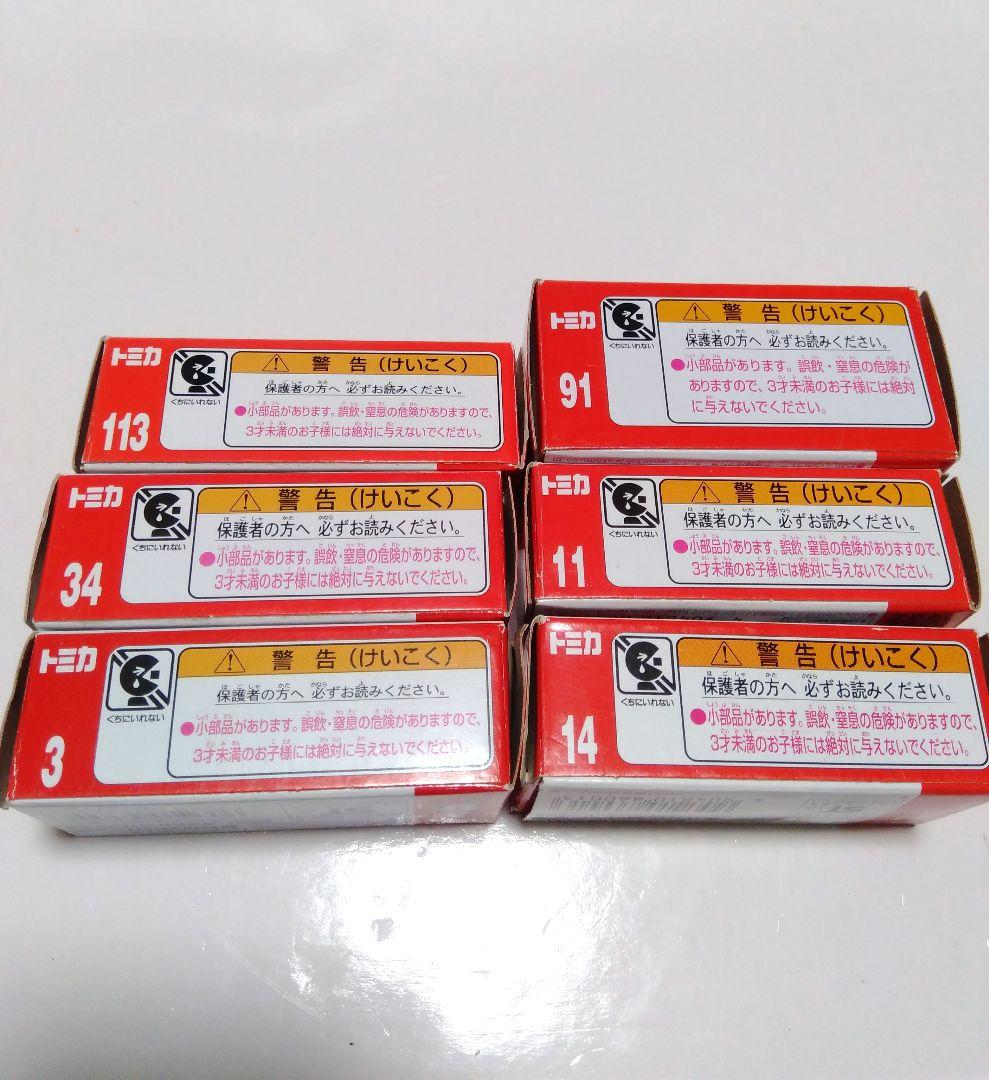 トミカ
113
くちにいれない
警告(けいこく)
保護者の方へ 必ずお読みください。
●小部品があります。誤飲・窒息の危険がありますので、
3才未満のお子様には絶対に与えないでください。
トミカ
34
くちにいれない
警告(けいこく)
保護者の方へ 必ずお読みください。
●小部品があります。誤飲・窒息の危険がありますので、
3才未満のお子様には絶対に与えないでください。
トミカ
3
くちにいれない
警告(けいこく)
保護者の方へ 必ずお読みください。
●小部品があります。誤飲・窒息の危険がありますので、
3才未満のお子様には絶対に与えないでください。
トミカ
91
くちにいれない
警告(けいこく)
保護者の方へ 必ずお読みください。
●小部品があります。誤飲・窒息の危険が
ありますので、3才未満のお子様には絶対
に与えないでください。
トミカ
11
くちにいれない
警告(けいこく)
保護者の方へ 必ずお読みください。
●小部品があります。誤飲・窒息の危険がありますので、
3才未満のお子様には絶対に与えないでください。
トミカ
14
くちにいれない
警告(けいこく)
保護者の方へ 必ずお読みください。
●小部品があります。誤飲・窒息の危険がありますので、
3才未満のお子様には絶対に与えないでください。